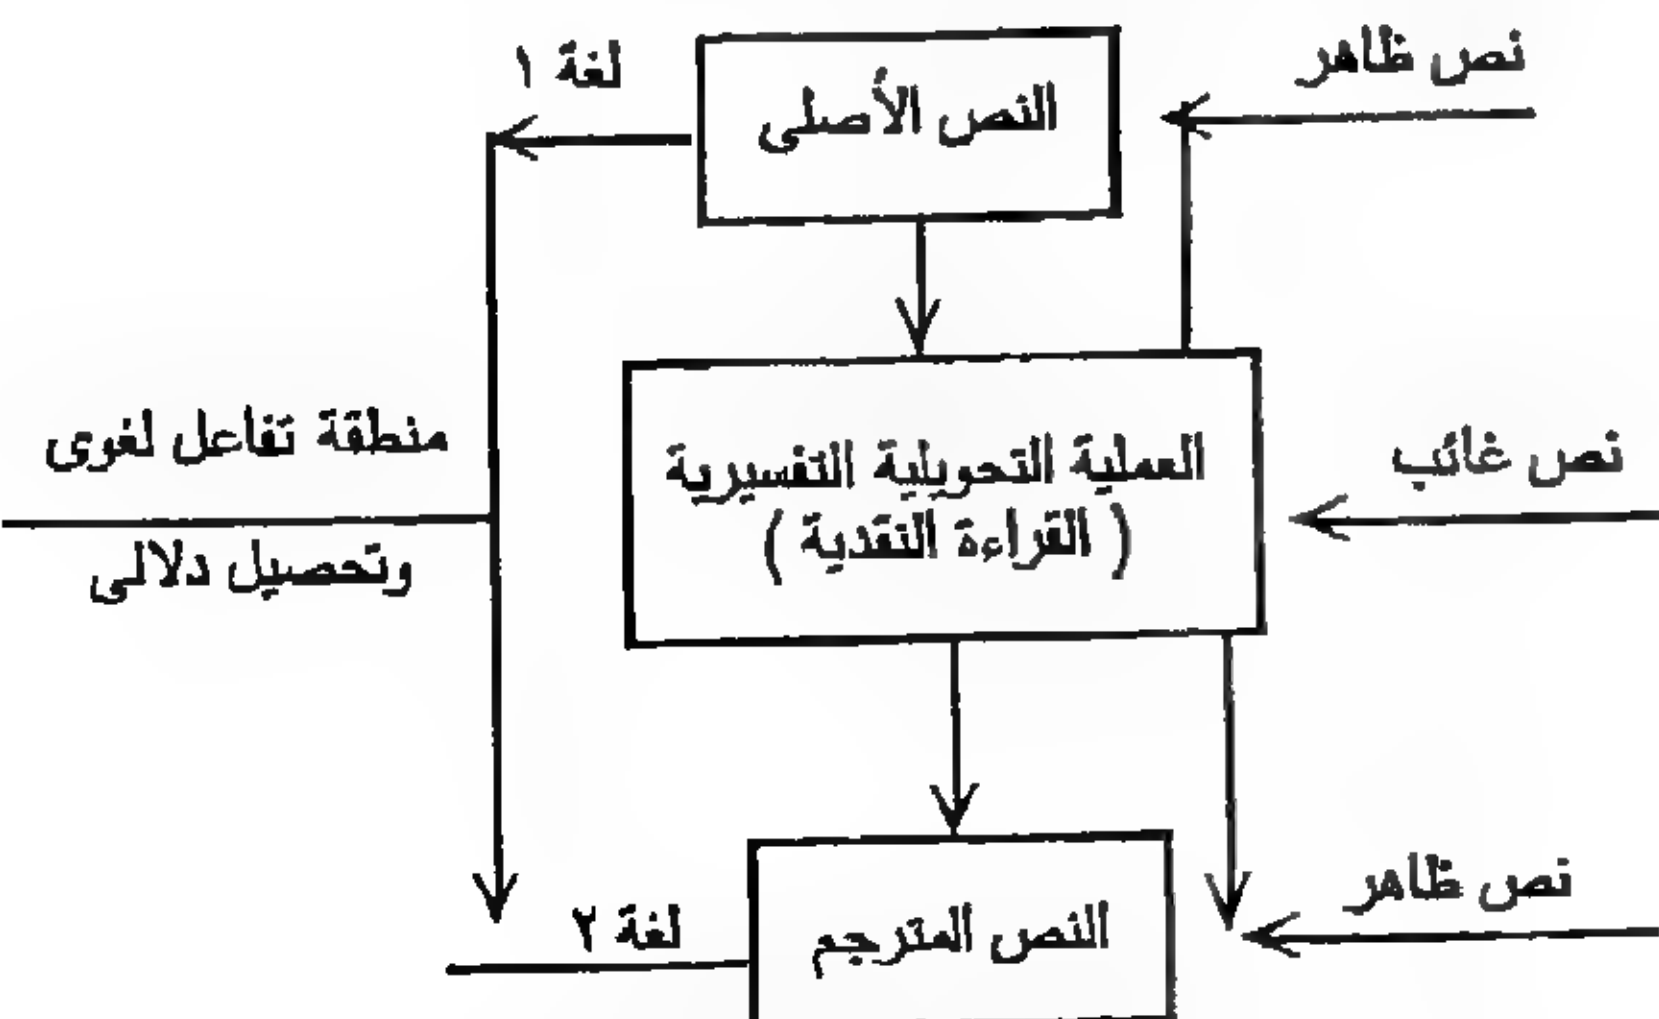 نص ظاهر
لغة ١
النص الأصلى
نص غائب
العملية التحويلية التفسيرية
( القراءة النقدية )
منطقة تفاعل لغوى
وتحصيل دلالى
نص ظاهر
النص المترجم
لغة ٢